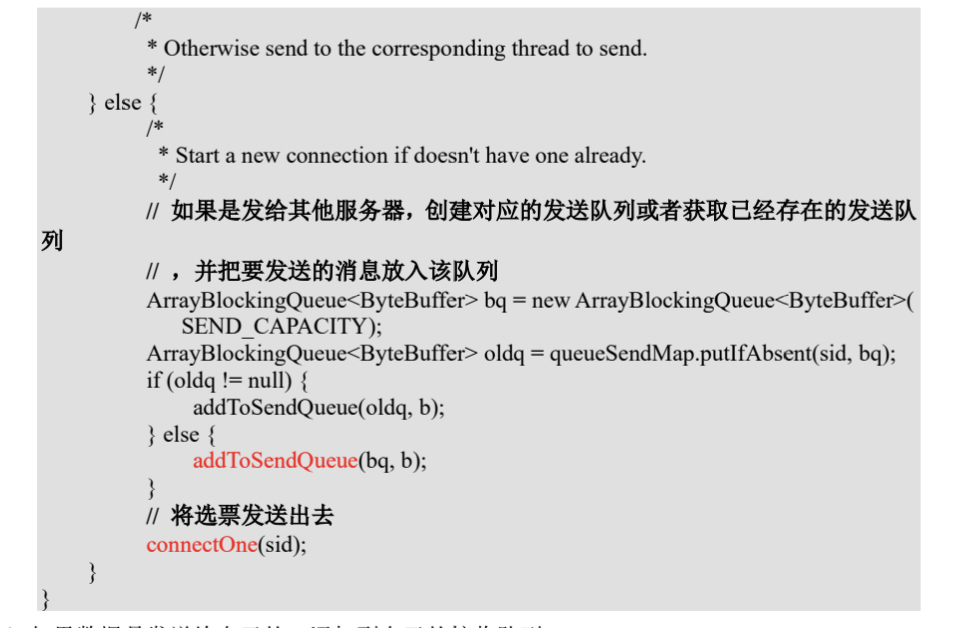 /*
* Otherwise send to the corresponding thread to send.
*/
} else {
/*
* Start a new connection if doesn't have one already.
*/
// 如果是发给其他服务器，创建对应的发送队列或者获取已经存在的发送队
列
// ，并把要发送的消息放入该队列
ArrayBlockingQueue<ByteBuffer> bq = new ArrayBlockingQueue<ByteBuffer>(
SEND_CAPACITY);
ArrayBlockingQueue<ByteBuffer> oldq = queueSendMap.putIfAbsent(sid, bq);
if (oldq != null) {
addToSendQueue(oldq, b);
} else {
addToSendQueue(bq, b);
}
// 将选票发送出去
connectOne(sid);
}
}